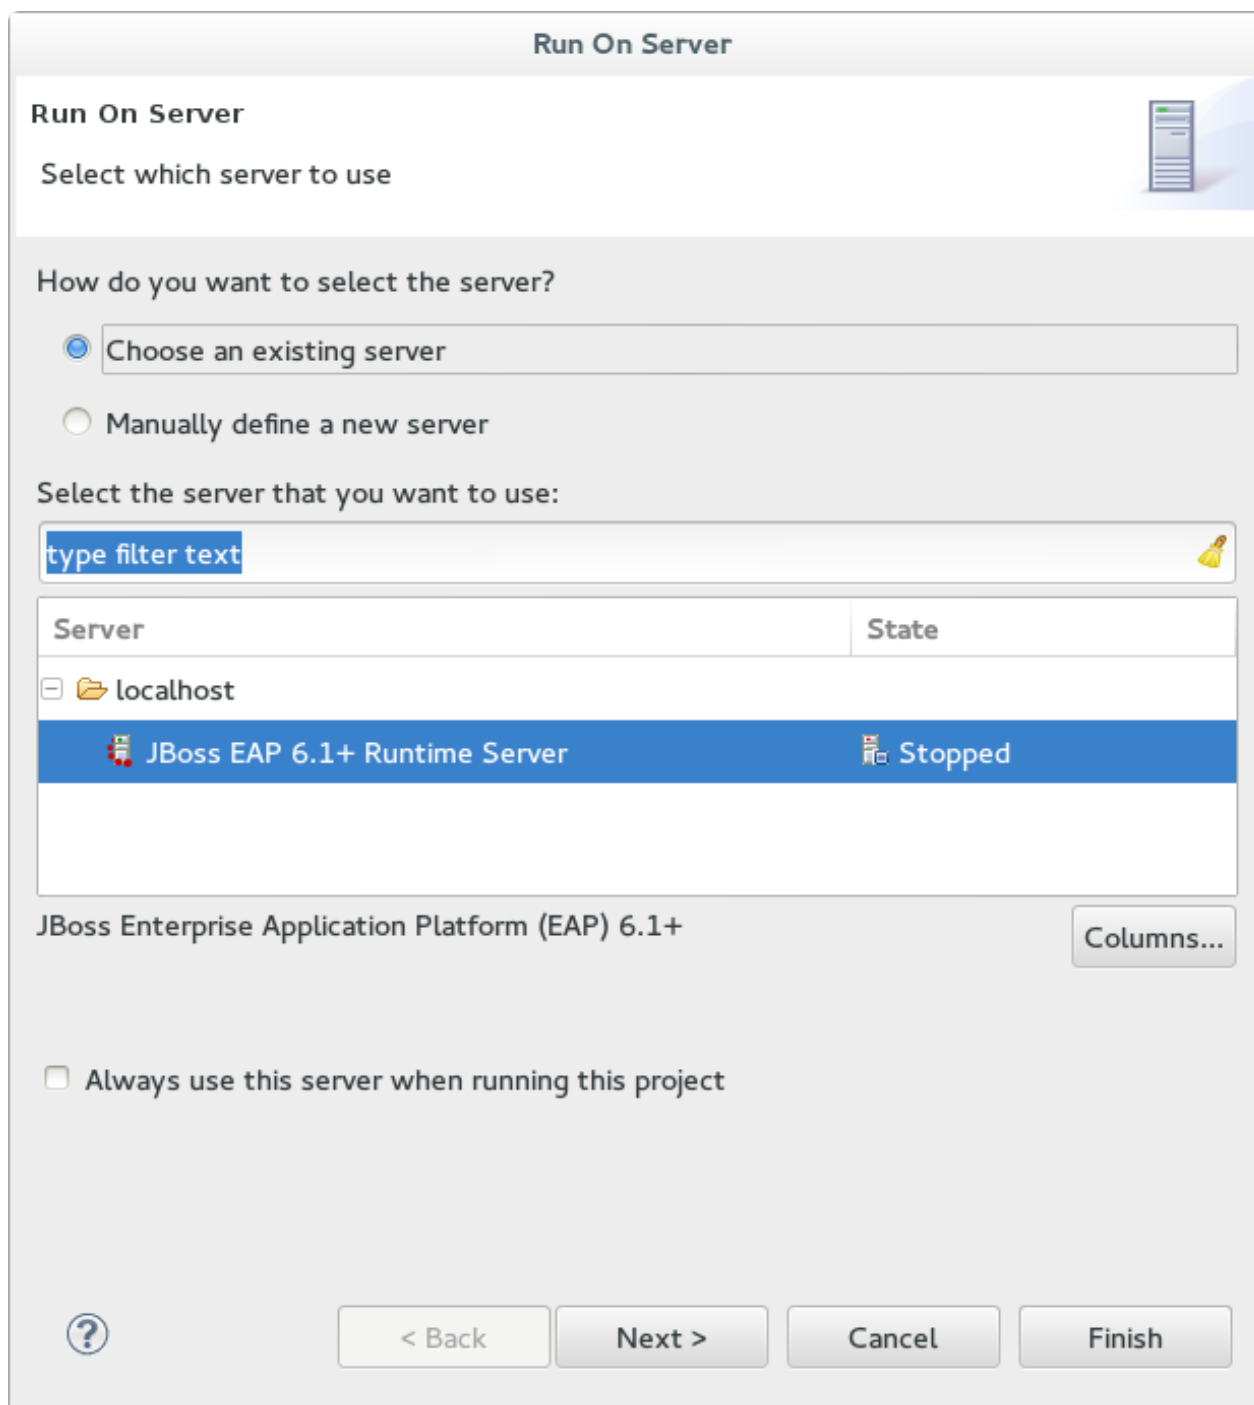 Run On Server
Run On Server
Select which server to use
How do you want to select the server?
Choose an existing server
Manually define a new server
Select the server that you want to use:
type filter text
Server State
localhost
JBoss EAP 6.1+ Runtime Server Stopped
JBoss Enterprise Application Platform (EAP) 6.1+
Columns...
Always use this server when running this project
? < Back Next > Cancel Finish